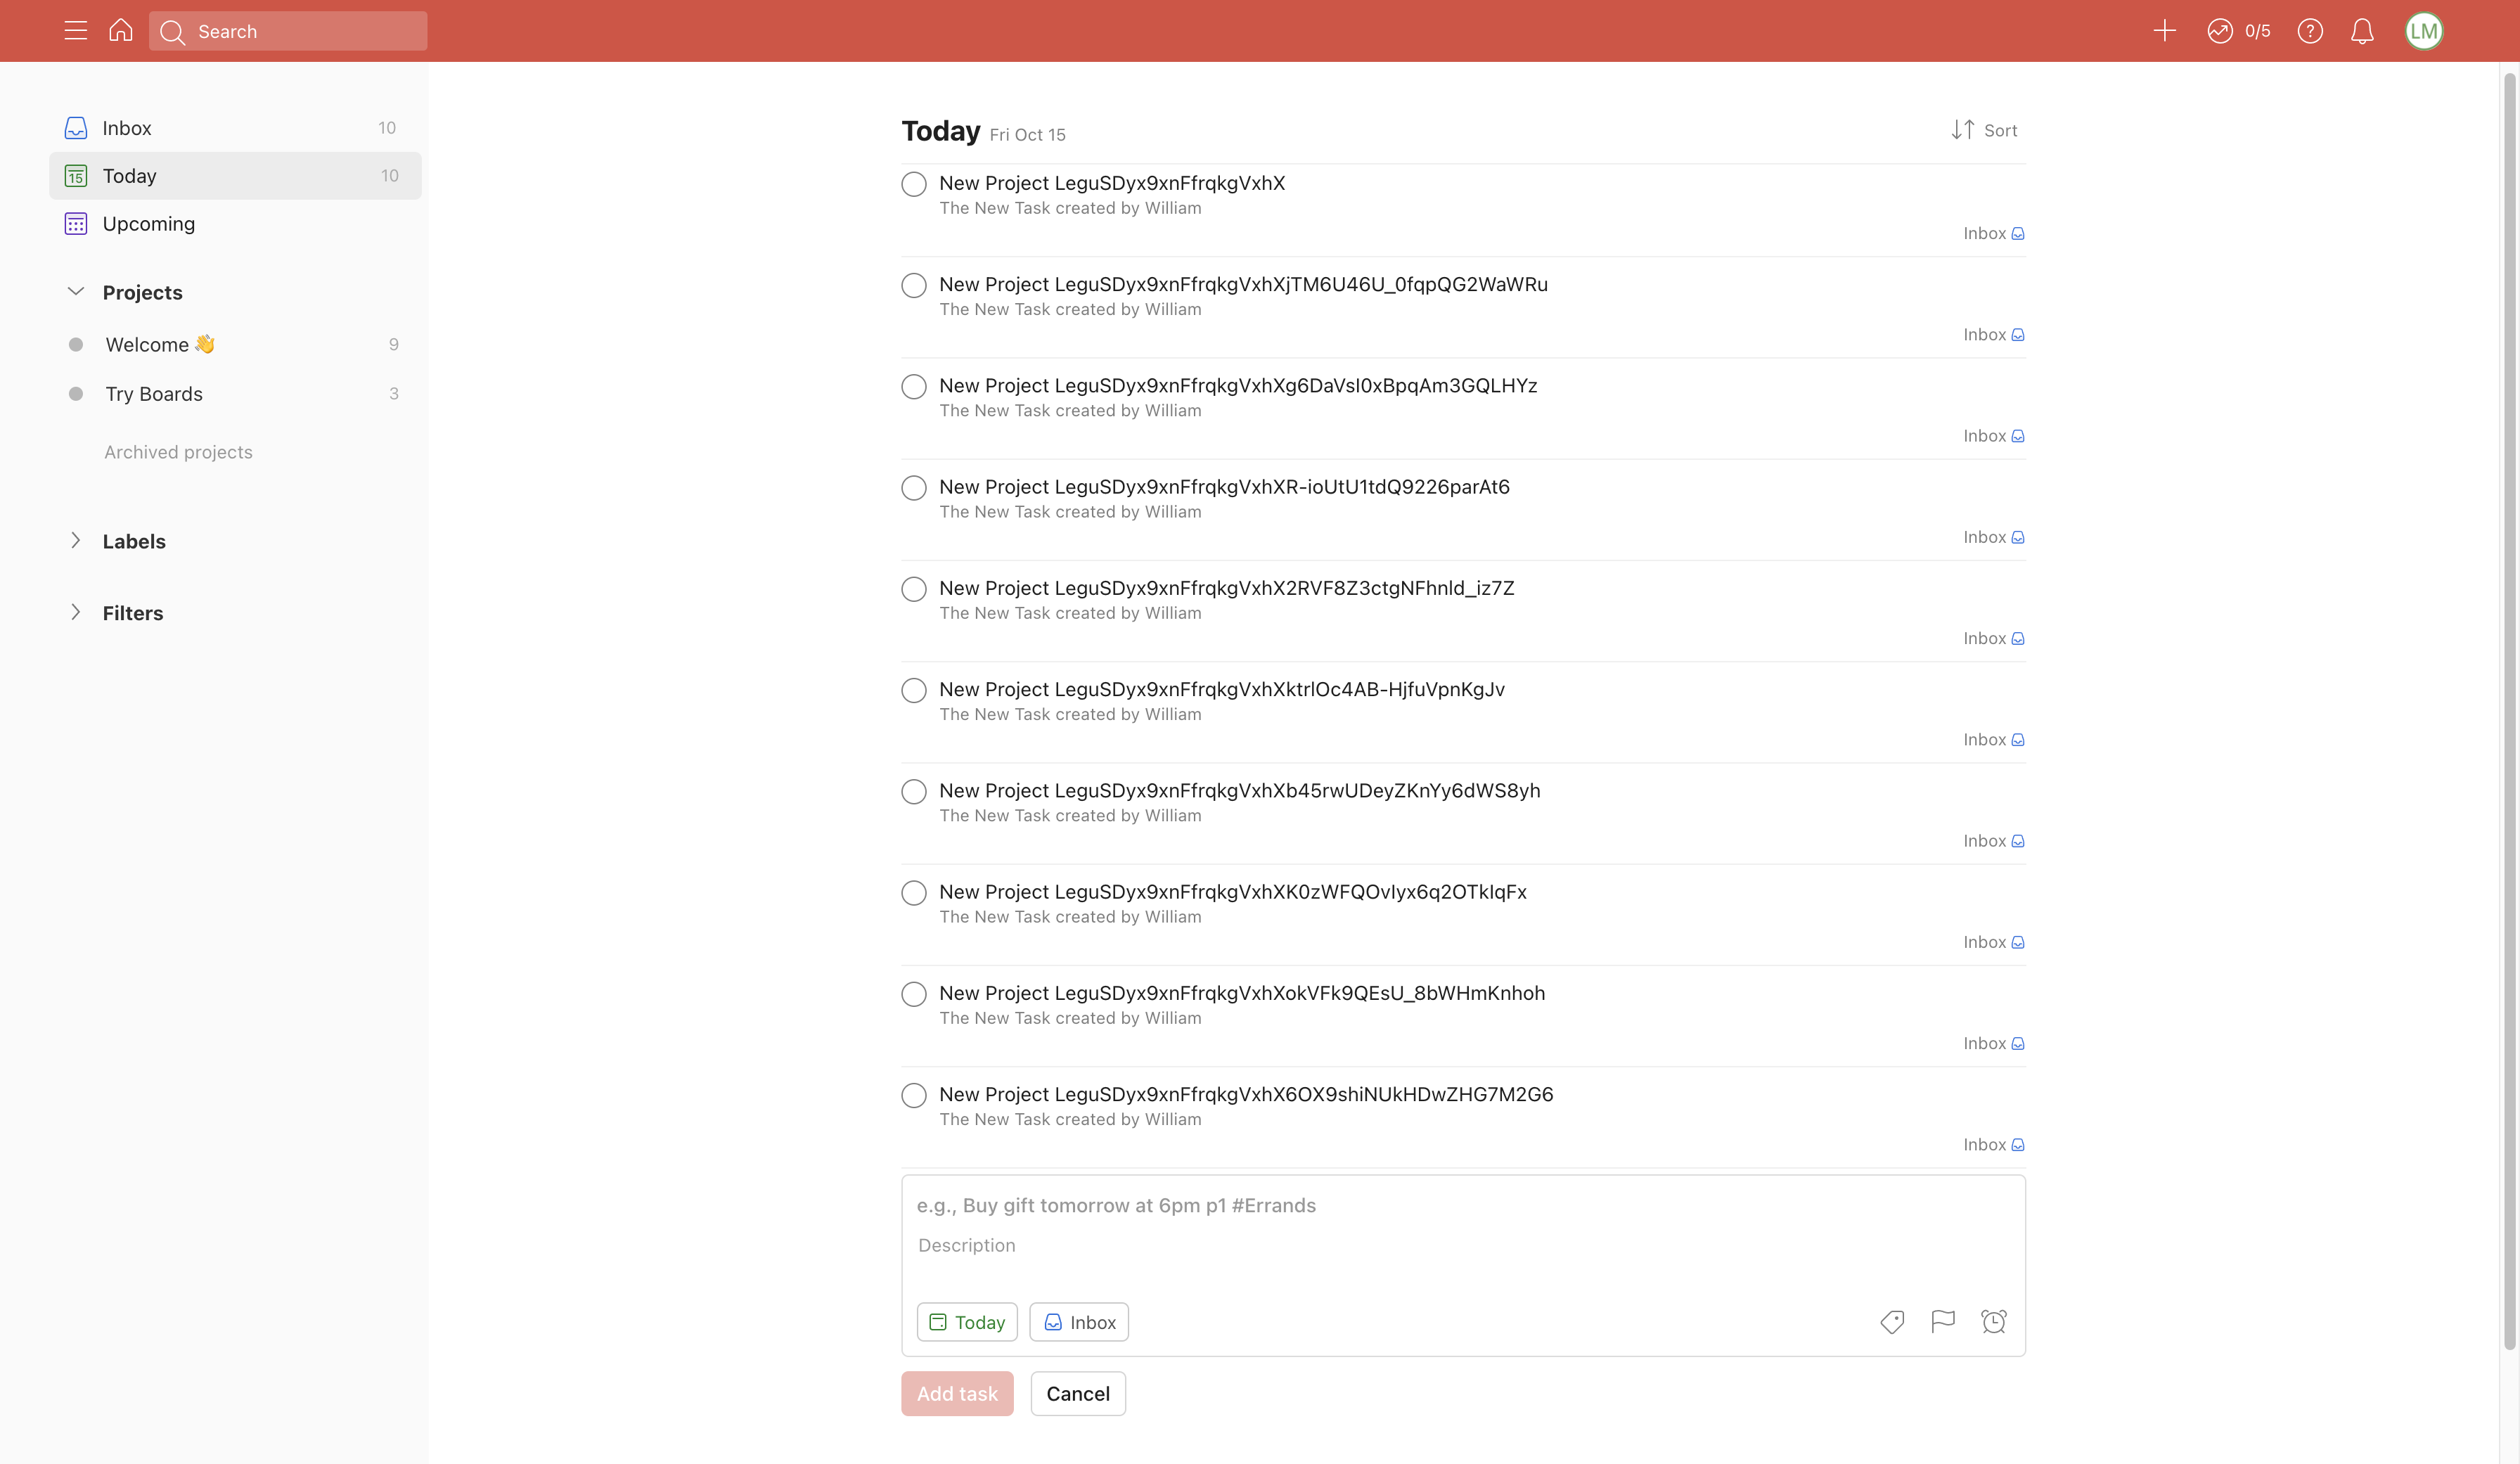 Search
0/5
?
LM
Inbox 10
15 Today 10
Upcoming
Projects
Welcome 👋 9
Try Boards 3
Archived projects
Labels
Filters
Today Fri Oct 15
Sort
New Project LeguSDyx9xnFfrqkgVxhX
The New Task created by William
Inbox
New Project LeguSDyx9xnFfrqkgVxhXjTM6U46U_0fqpQG2WaWRu
The New Task created by William
Inbox
New Project LeguSDyx9xnFfrqkgVxhXg6DaVsI0xBpqAm3GQLHYz
The New Task created by William
Inbox
New Project LeguSDyx9xnFfrqkgVxhXR-ioUtU1tdQ9226parAt6
The New Task created by William
Inbox
New Project LeguSDyx9xnFfrqkgVxhX2RVF8Z3ctgNFhnld_iz7Z
The New Task created by William
Inbox
New Project LeguSDyx9xnFfrqkgVxhXktrlOc4AB-HjfuVpnKgJv
The New Task created by William
Inbox
New Project LeguSDyx9xnFfrqkgVxhXb45rwUDeyZKnYy6dWS8yh
The New Task created by William
Inbox
New Project LeguSDyx9xnFfrqkgVxhXK0zWFQOvIyx6q2OTkIqFx
The New Task created by William
Inbox
New Project LeguSDyx9xnFfrqkgVxhXokVFk9QEsU_8bWHmKnhoh
The New Task created by William
Inbox
New Project LeguSDyx9xnFfrqkgVxhX6OX9shiNUkHDwZHG7M2G6
The New Task created by William
Inbox
e.g., Buy gift tomorrow at 6pm p1 #Errands
Description
Today Inbox
Add task Cancel